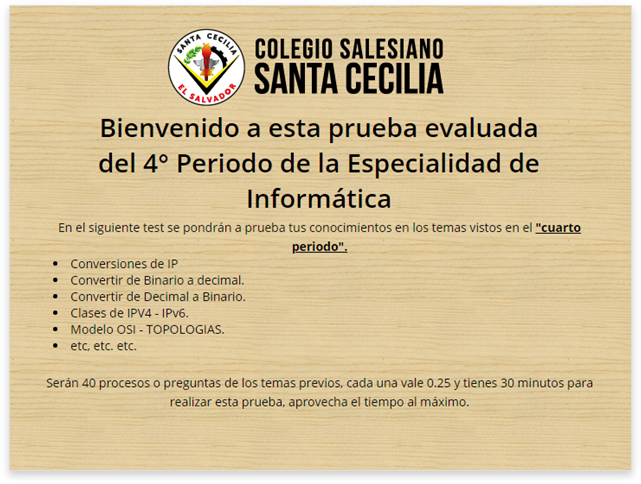 SANTA CECILIA
EL SALVADOR
COLEGIO SALESIANO
SANTA CECILIA
Bienvenido a esta prueba evaluada
del 4° Periodo de la Especialidad de
Informática
En el siguiente test se pondrán a prueba tus conocimientos en los temas vistos en el "cuarto
periodo".
• Conversiones de IP
• Convertir de Binario a decimal.
• Convertir de Decimal a Binario.
• Clases de IPV4 - IPv6.
• Modelo OSI - TOPOLOGIAS.
• etc, etc. etc.
Serán 40 procesos o preguntas de los temas previos, cada una vale 0.25 y tienes 30 minutos para
realizar esta prueba, aprovecha el tiempo al máximo.